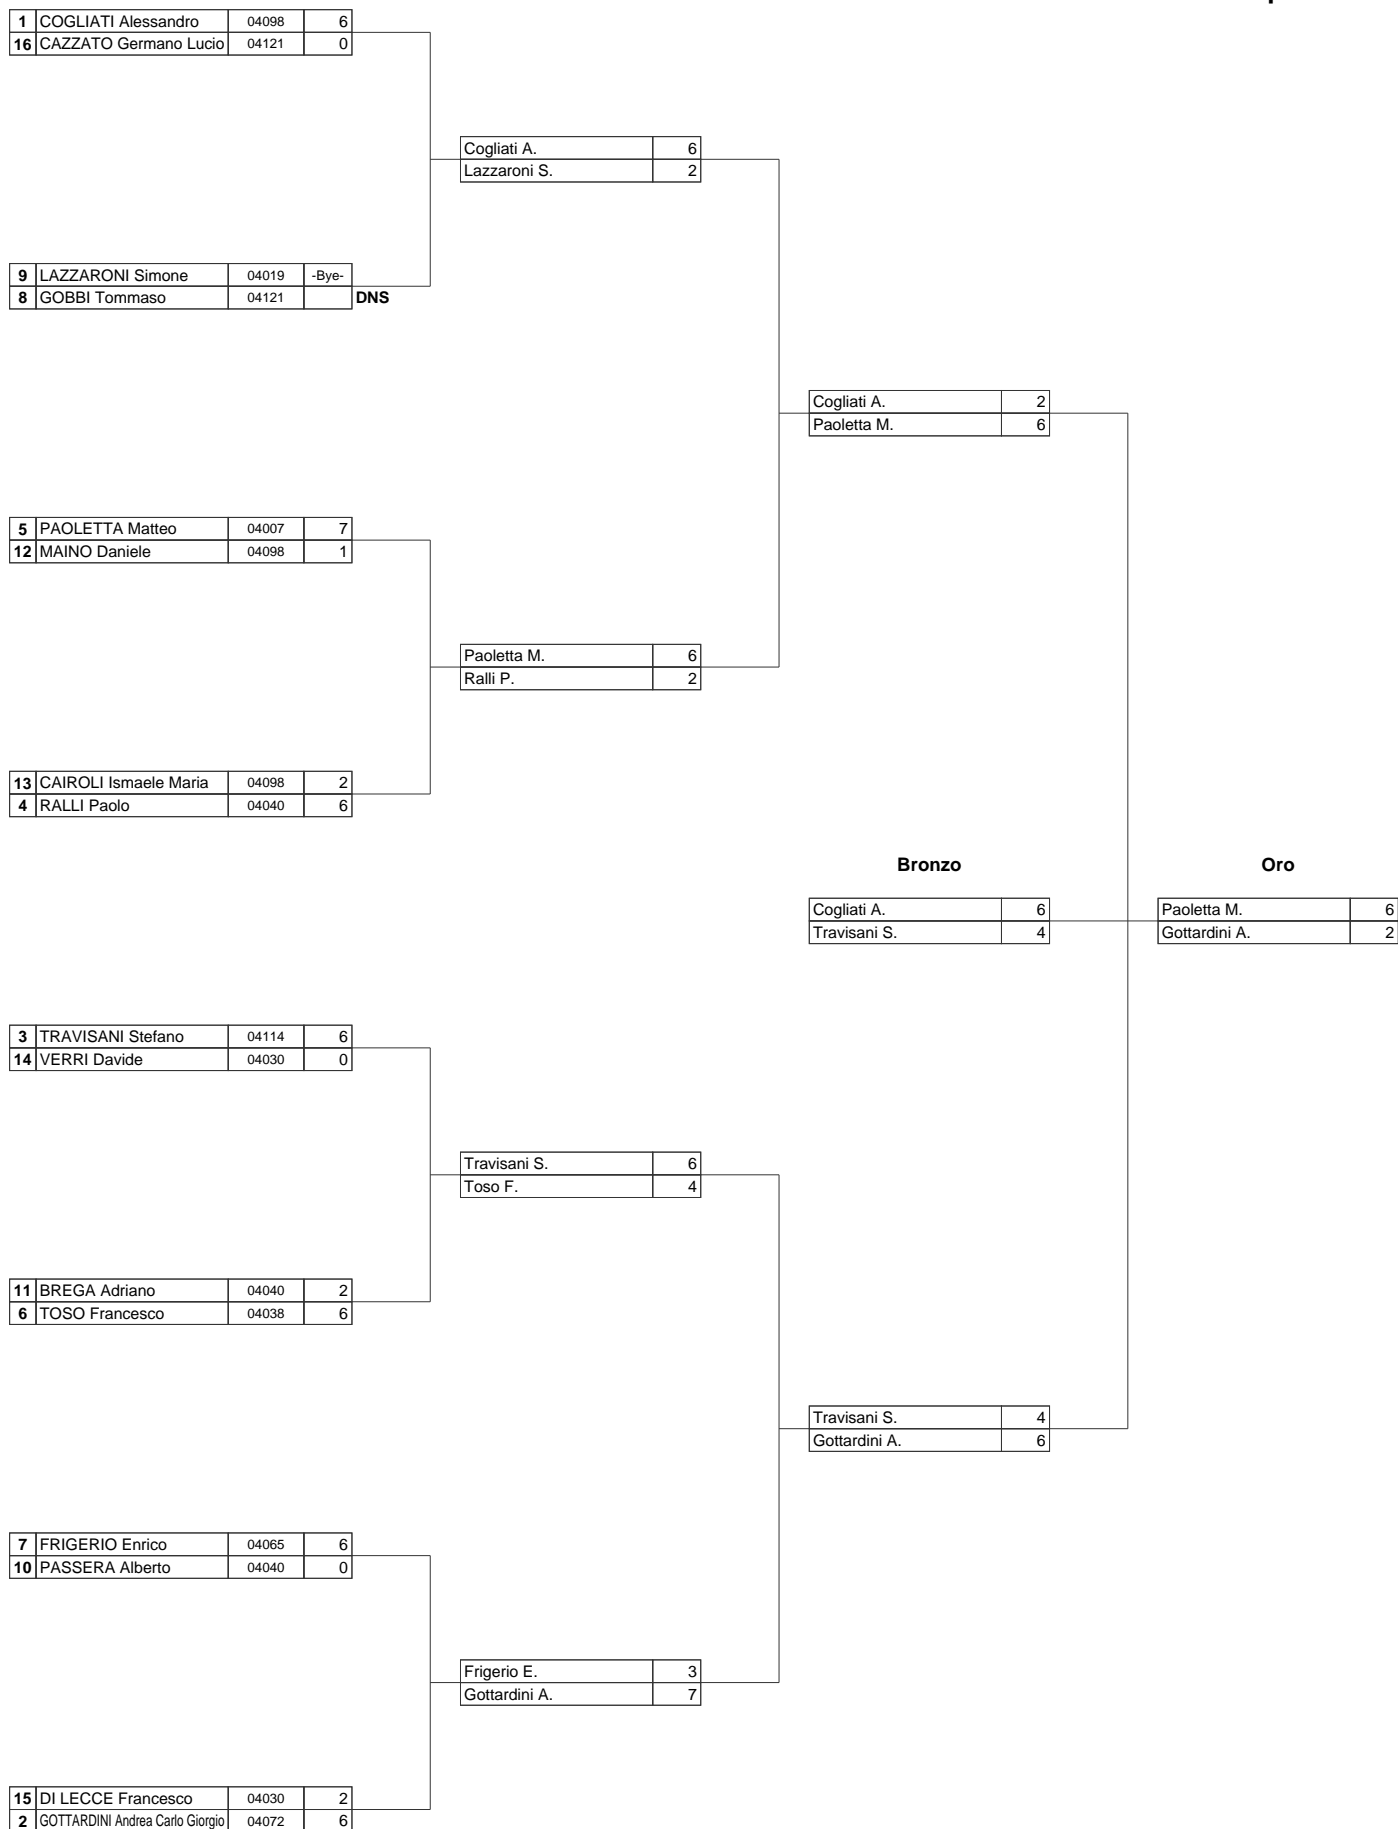 1 COGLIATI Alessandro 04098 6
16 CAZZATO Germano Lucio 04121 0
Cogliati A. 6
Lazzaroni S. 2
9 LAZZARONI Simone 04019 -Bye-
8 GOBBI Tommaso 04121 DNS
Cogliati A. 2
Paoletta M. 6
5 PAOLETTA Matteo 04007 7
12 MAINO Daniele 04098 1
Paoletta M. 6
Ralli P. 2
13 CAIROLI Ismaele Maria 04098 2
4 RALLI Paolo 04040 6
Bronzo Oro
Cogliati A. 6 Paoletta M. 6
Travisani S. 4 Gottardini A. 2
3 TRAVISANI Stefano 04114 6
14 VERRI Davide 04030 0
Travisani S. 6
Toso F. 4
11 BREGA Adriano 04040 2
6 TOSO Francesco 04038 6
Travisani S. 4
Gottardini A. 6
7 FRIGERIO Enrico 04065 6
10 PASSERA Alberto 04040 0
Frigerio E. 3
Gottardini A. 7
15 DI LECCE Francesco 04030 2
2 GOTTARDINI Andrea Carlo Giorgio 04072 6